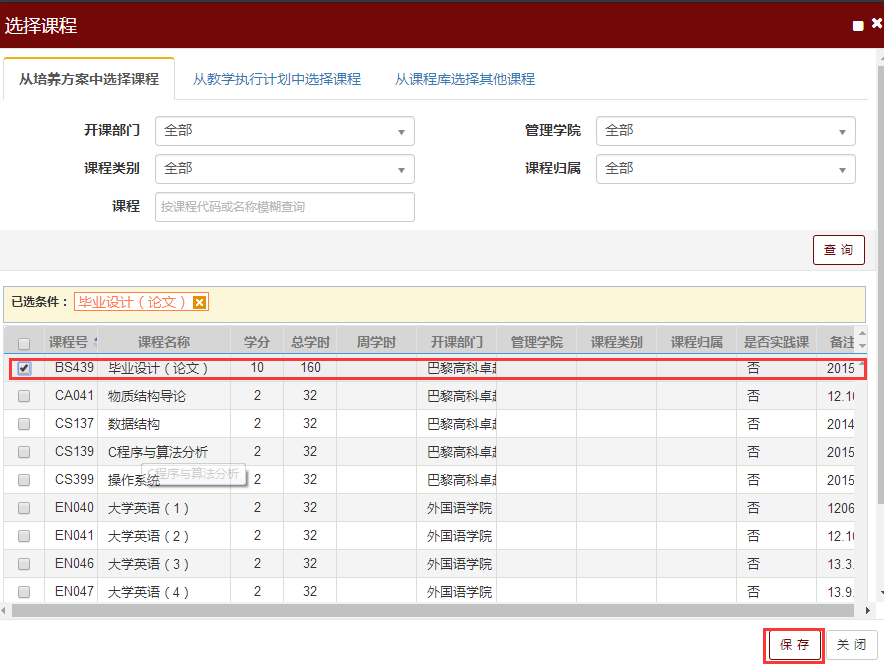 选择课程
从培养方案中选择课程 从教学执行计划中选择课程 从课程库选择其他课程
开课部门 全部 管理学院 全部
课程类别 全部 课程归属 全部
课程 按课程代码或名称模糊查询
查 询
已选条件： 毕业设计（论文）
课程号 课程名称 学分 总学时 周学时 开课部门 管理学院 课程类别 课程归属 是否实践课 备注
BS439 毕业设计（论文） 10 160 巴黎高科卓越 否 2015
CA041 物质结构导论 2 32 巴黎高科卓越 否 12.10
CS137 数据结构 2 32 巴黎高科卓越 否 2014
CS139 C程序与算法分析 2 32 巴黎高科卓越 否 2015
C程序与算法分析
CS399 操作系统 2 32 巴黎高科卓越 否 2015
EN040 大学英语（1） 2 32 外国语学院 否 1206
EN041 大学英语（2） 2 32 外国语学院 否 12.10
EN046 大学英语（3） 2 32 外国语学院 否 13.3.
EN047 大学英语（4） 2 32 外国语学院 否 13.9.
保 存 关 闭